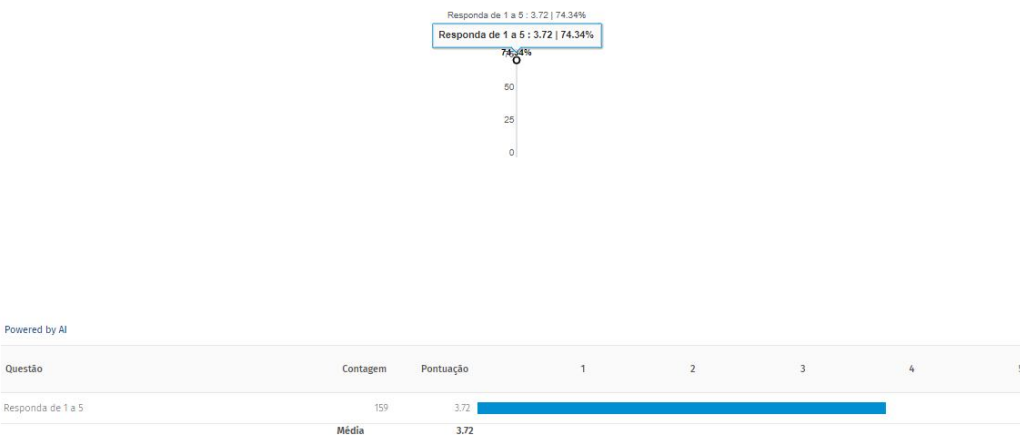 Responda de 1 a 5 : 3.72 | 74.34%
Responda de 1 a 5 : 3.72 | 74.34%
74.34%
50
25
0
Powered by AI
Questão Contagem Pontuação 1 2 3 4
Responda de 1 a 5 159 3.72
Média 3.72